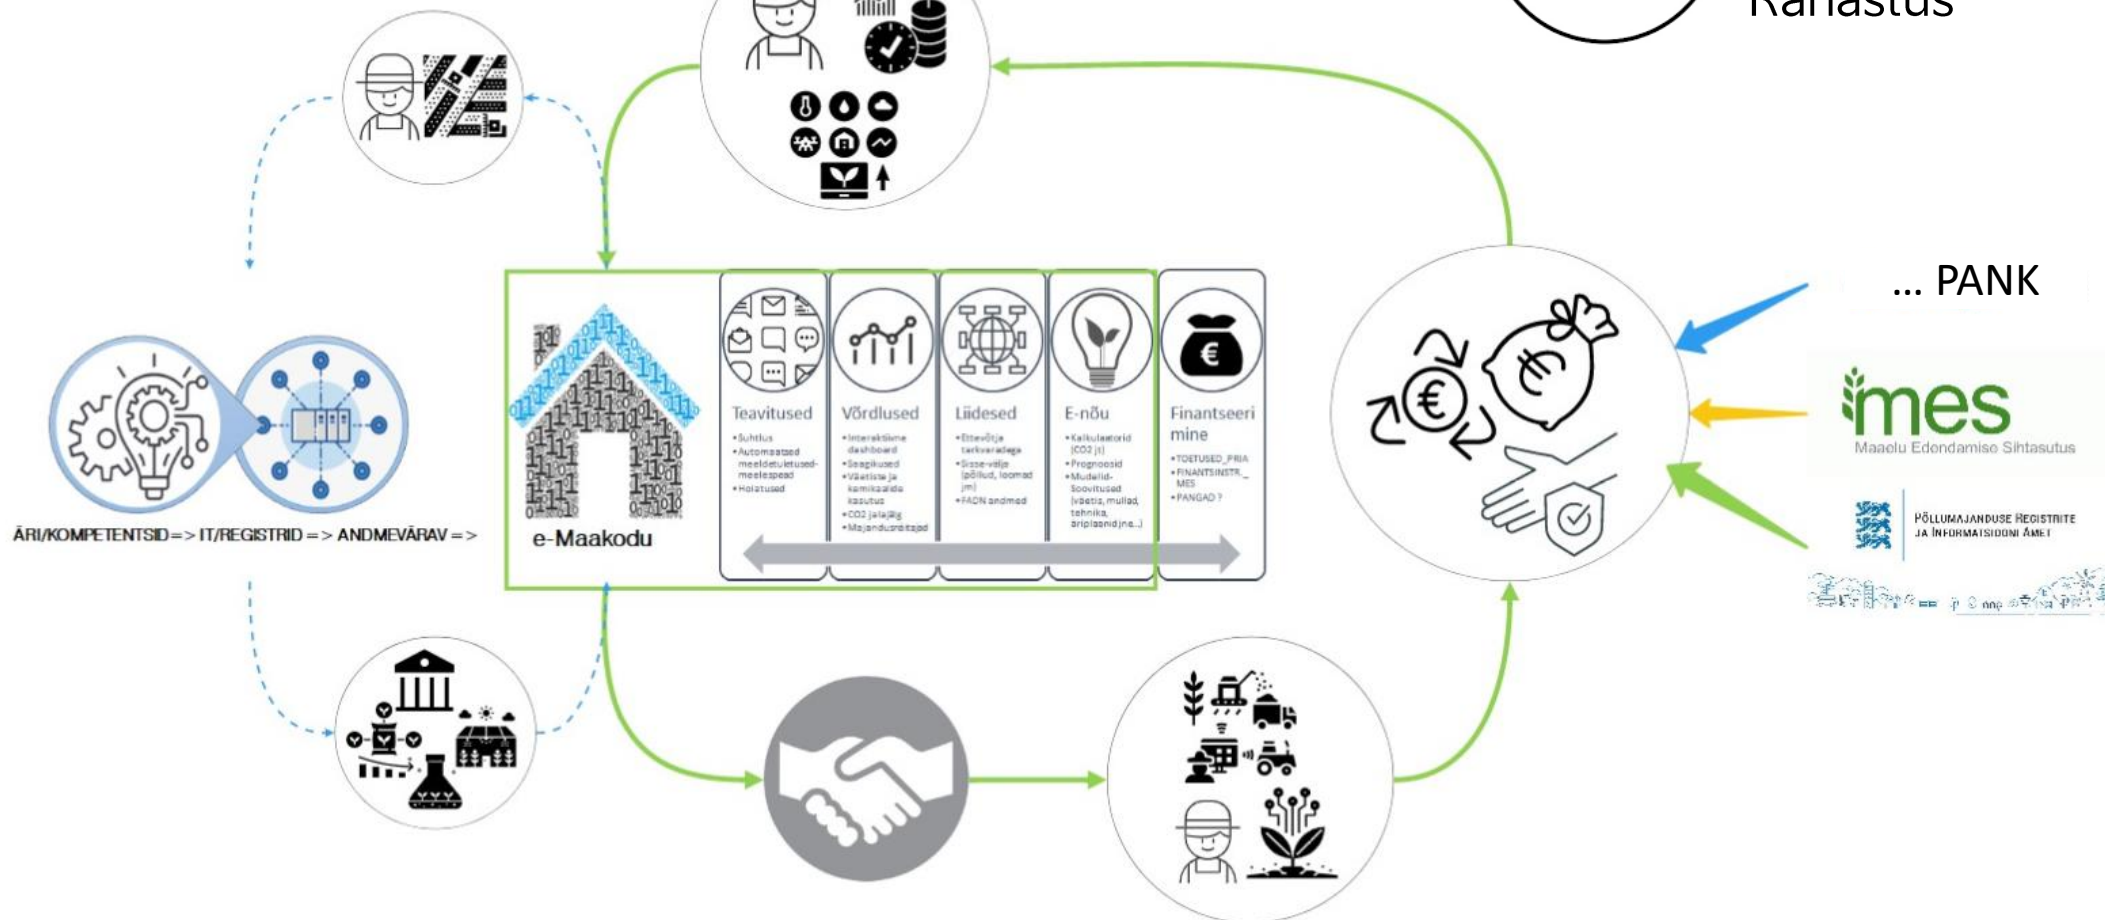 Rahastus
... PANK
mes
Maaelu Edendamise Sihtasutus
PÕLLUMAJANDUSE REGISTRITE
JA INFORMATSIOONI AMET
ÄRI/KOMPETENTSID => IT/REGISTRID => ANDMEVÄRAV =>
e-Maakodu
Teavitused
•Suhtlus
•Automaatsed
meeldetuletused-
meelespead
•Hoiatused
Võrdlused
•Interaktiivne
dashboard
•Saagikused
•Väetiste ja
kemikaalide
kasutus
•CO2 jalajälg
•Majandusnäitajad
Liidesed
•Ettevõtja
tarkvaradega
•Sisse-välja
(põllud, loomad
jm)
•FADN andmed
E-nõu
•Kalkulaatorid
(CO2 jt)
•Prognoosid
•Mudelid-
Soovitused
(väetis, mullad,
tehnika,
äriplaanid jne...)
Finantseeri
mine
•TOETUSED_PRIA
•FINANTSINSTR._
MES
•PANGAD ?